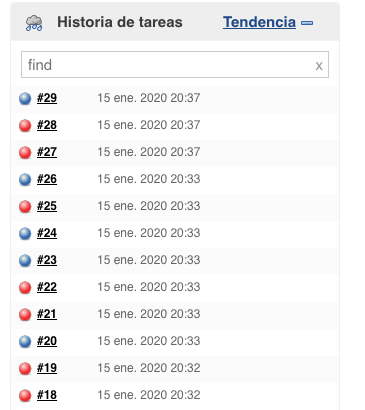 Historia de tareas Tendencia
find x
#29 15 ene. 2020 20:37
#28 15 ene. 2020 20:37
#27 15 ene. 2020 20:37
#26 15 ene. 2020 20:33
#25 15 ene. 2020 20:33
#24 15 ene. 2020 20:33
#23 15 ene. 2020 20:33
#22 15 ene. 2020 20:33
#21 15 ene. 2020 20:33
#20 15 ene. 2020 20:33
#19 15 ene. 2020 20:32
#18 15 ene. 2020 20:32